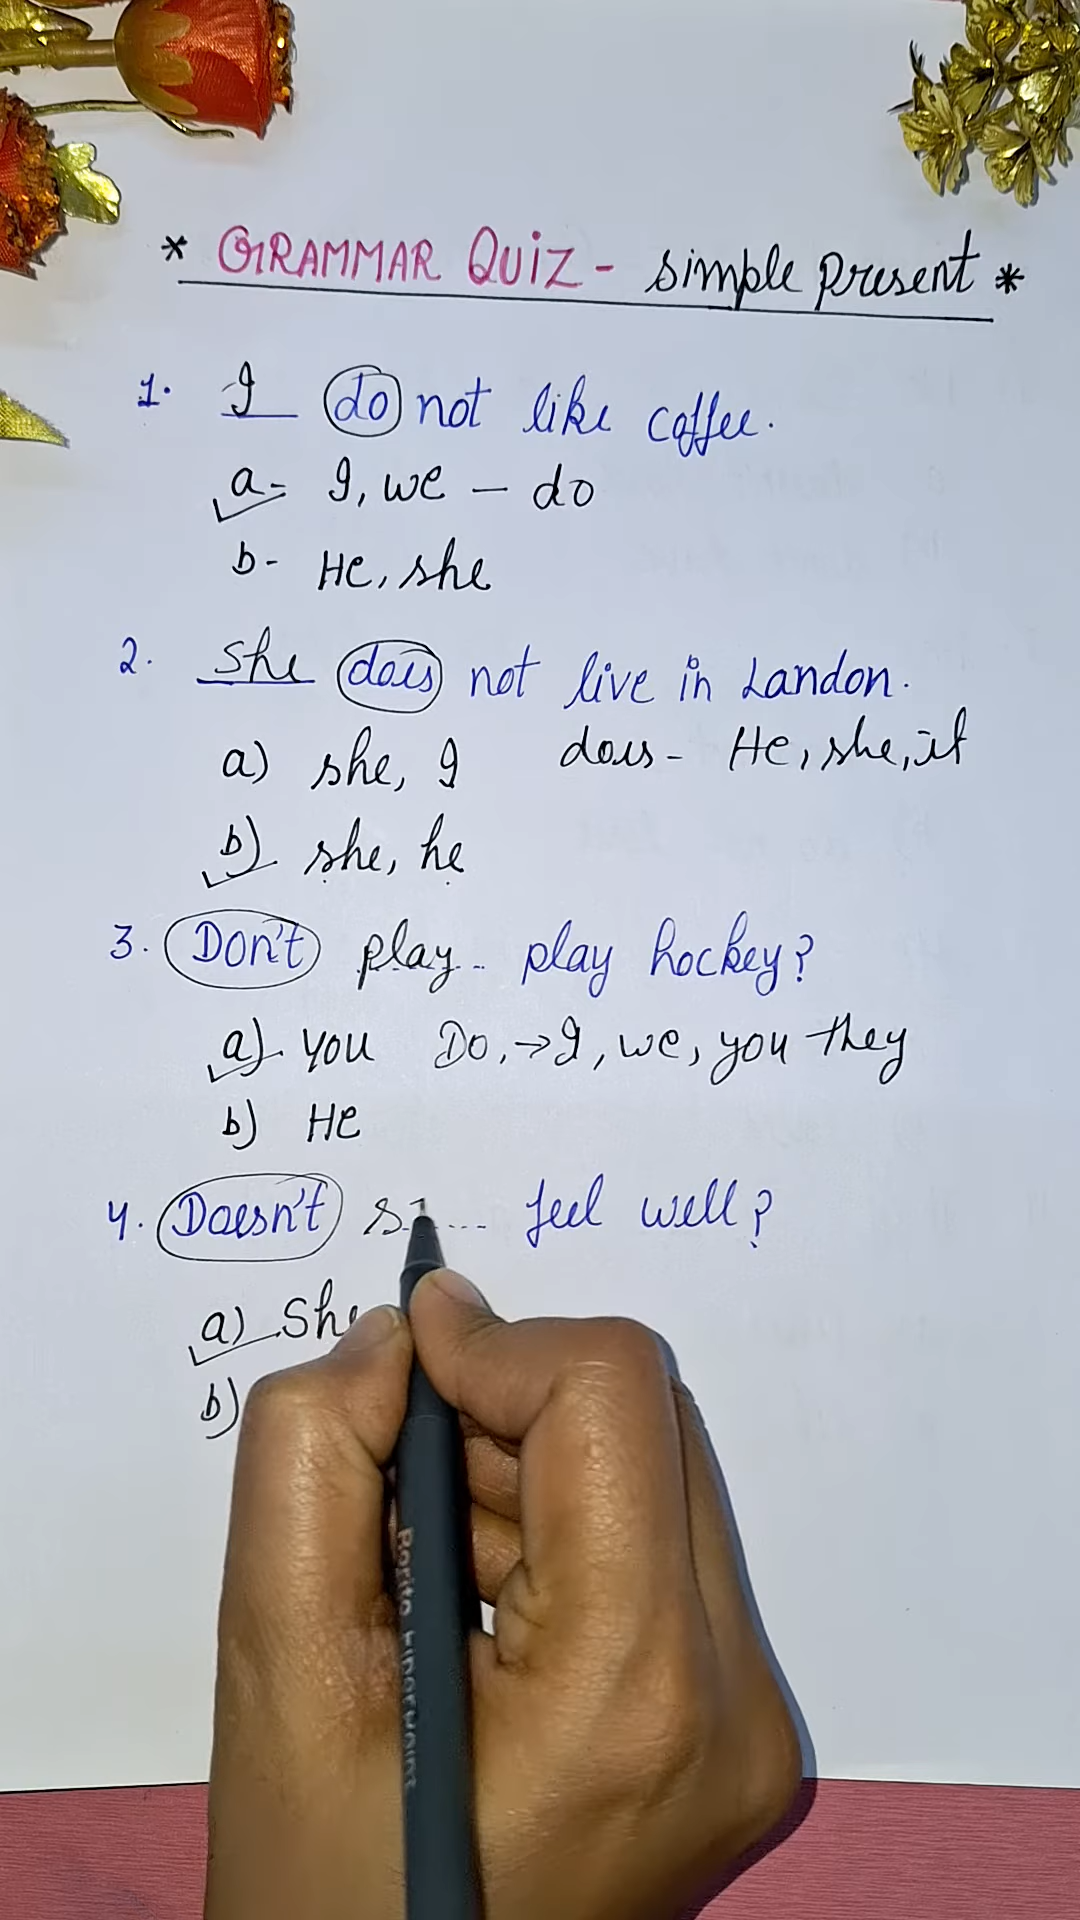 * GRAMMAR QUIZ - simple present *
1. I do not like coffee.
a- I, we - do
b- He, she
2. she does not live in Landon.
a) she, I does - He, she, it
b) she, he
3. Don't play play hockey?
a) you Do, → I, we, you they
b) He
4. Doesn't s feel well?
a) She
b)
Rorito